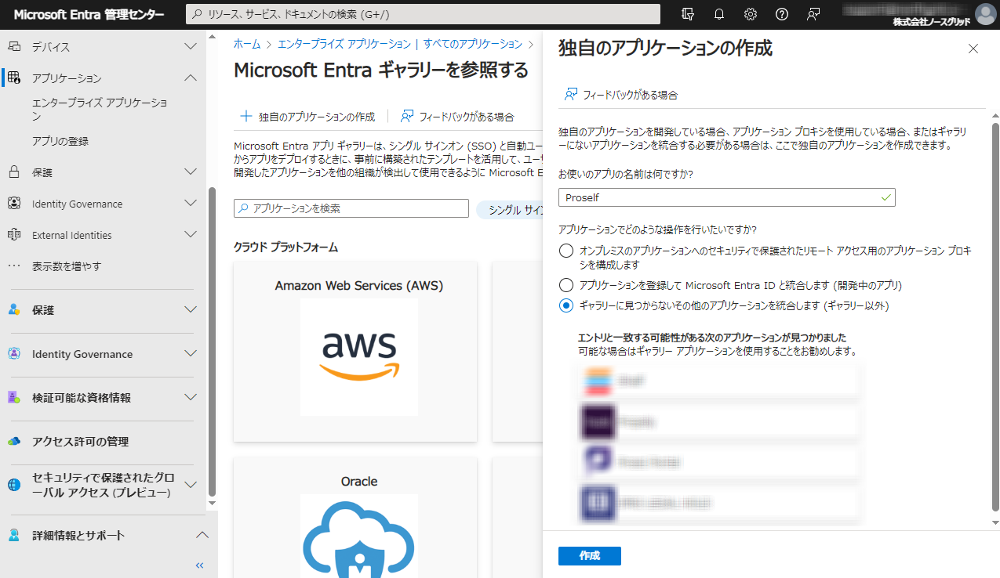 Microsoft Entra 管理センター
リソース、サービス、ドキュメントの検索 (G+/)
株式会社ノースグリッド
デバイス
アプリケーション
エンタープライズ アプリケーショ
ン
アプリの登録
保護
Identity Governance
External Identities
表示数を増やす
保護
Identity Governance
検証可能な資格情報
アクセス許可の管理
セキュリティで保護されたグロ
ーバル アクセス (プレビュー)
詳細情報とサポート
ホーム > エンタープライズ アプリケーション | すべてのアプリケーション >
Microsoft Entra ギャラリーを参照する
独自のアプリケーションの作成
フィードバックがある場合
Microsoft Entra アプリ ギャラリーは、シングル サインオン (SSO) と自動ユー
からアプリをデプロイするときに、事前に構築されたテンプレートを活用して、ユー
開発したアプリケーションを他の組織が検出して使用できるように Microsoft E
アプリケーションを検索
シングル サイン
クラウド プラットフォーム
Amazon Web Services (AWS)
aws
Oracle
独自のアプリケーションの作成
フィードバックがある場合
独自のアプリケーションを開発している場合、アプリケーション プロキシを使用している場合、またはギャラリ
ーにないアプリケーションを統合する必要がある場合は、ここで独自のアプリケーションを作成できます。
お使いのアプリの名前は何ですか?
Proself
アプリケーションでどのような操作を行いたいですか?
オンプレミスのアプリケーションへのセキュリティで保護されたリモート アクセス用のアプリケーション プロキ
シを構成します
アプリケーションを登録して Microsoft Entra ID と統合します (開発中のアプリ)
ギャラリーに見つからないその他のアプリケーションを統合します (ギャラリー以外)
エントリと一致する可能性がある次のアプリケーションが見つかりました
可能な場合はギャラリー アプリケーションを使用することをお勧めします。
作成